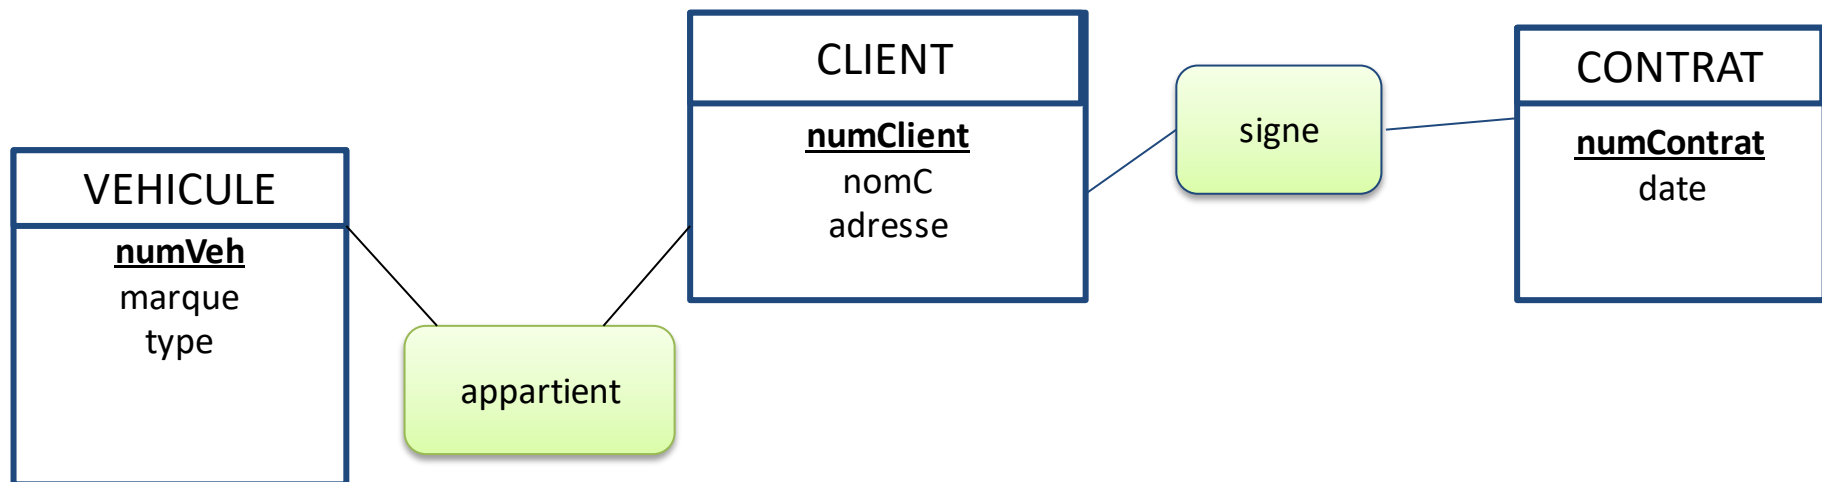 VEHICULE
numVeh
marque
type
appartient
CLIENT
numClient
nomC
adresse
signe
CONTRAT
numContrat
date